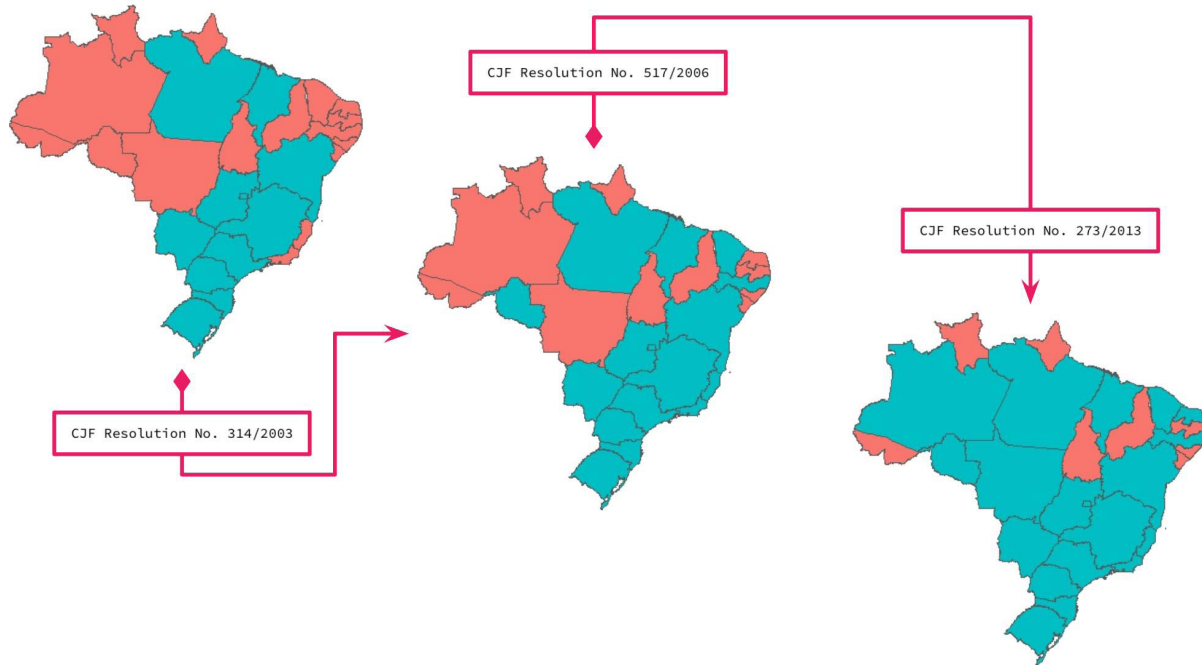 CJF Resolution No. 517/2006
CJF Resolution No. 273/2013
CJF Resolution No. 314/2003